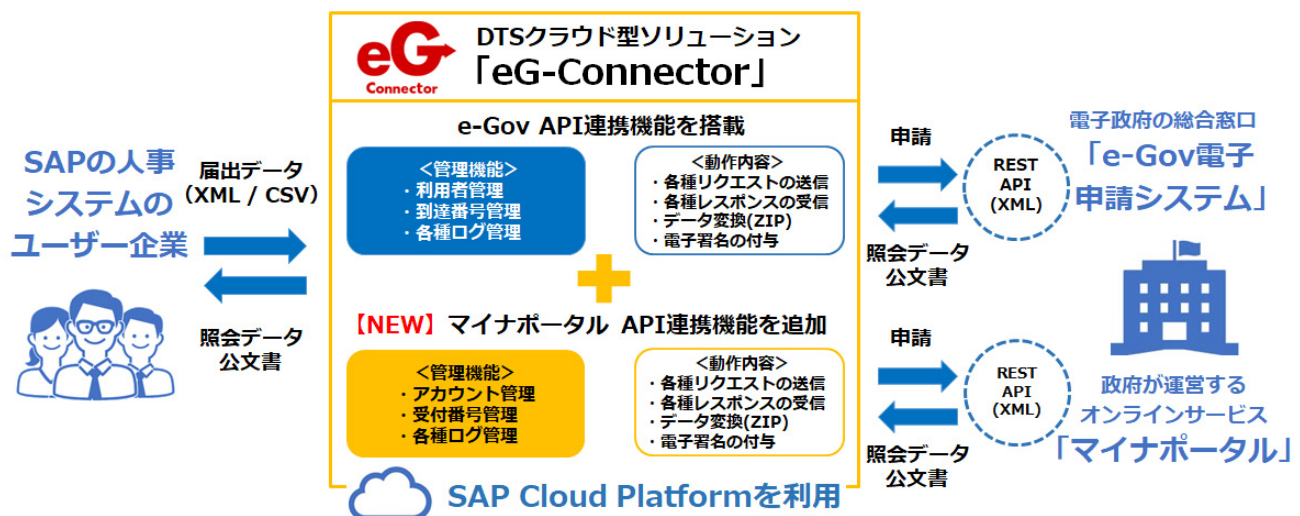 eG
Connector
DTSクラウド型ソリューション
「eG-Connector」
SAPの人事
システムの
ユーザー企業
届出データ
(XML / CSV)
照会データ
公文書
e-Gov API連携機能を搭載
<管理機能>
・利用者管理
・到達番号管理
・各種ログ管理
<動作内容>
・各種リクエストの送信
・各種レスポンスの受信
・データ変換(ZIP)
・電子署名の付与
【NEW】マイナポータル API連携機能を追加
<管理機能>
・アカウント管理
・受付番号管理
・各種ログ管理
<動作内容>
・各種リクエストの送信
・各種レスポンスの受信
・データ変換(ZIP)
・電子署名の付与
SAP Cloud Platformを利用
申請
照会データ
公文書
REST
API
(XML)
電子政府の総合窓口
「e-Gov電子
申請システム」
申請
照会データ
公文書
REST
API
(XML)
政府が運営する
オンラインサービス
「マイナポータル」